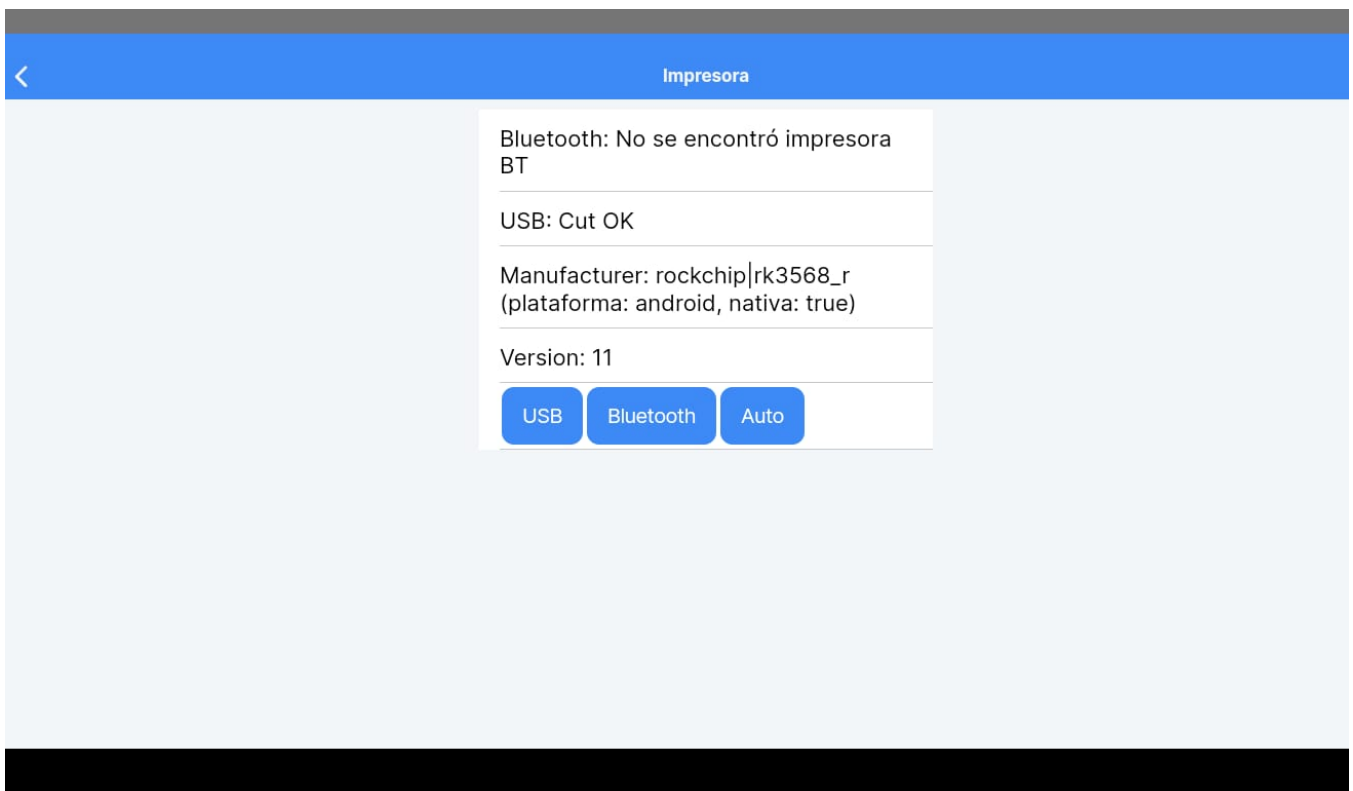 Impresora
Bluetooth: No se encontró impresora
BT
USB: Cut OK
Manufacturer: rockchip|rk3568_r
(plataforma: android, nativa: true)
Version: 11
USB Bluetooth Auto